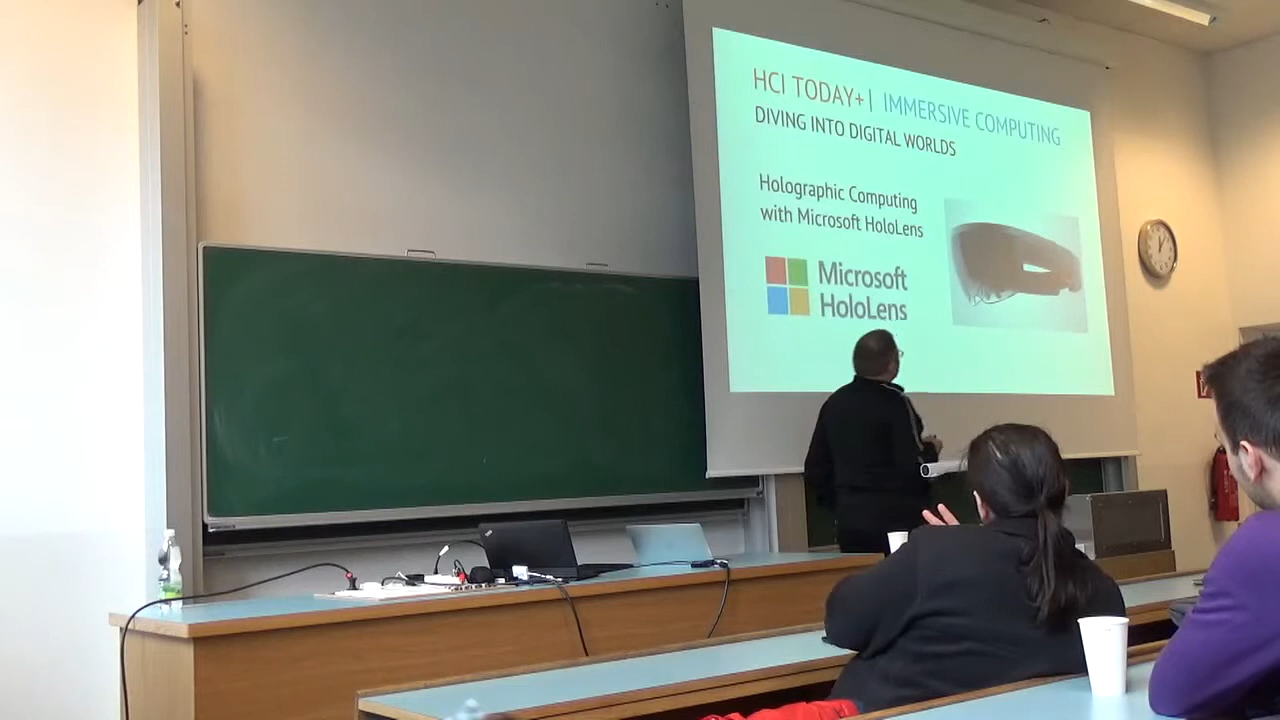 HCI TODAY+| IMMERSIVE COMPUTING
DIVING INTO DIGITAL WORLDS
Holographic Computing
with Microsoft HoloLens
Microsoft
HoloLens